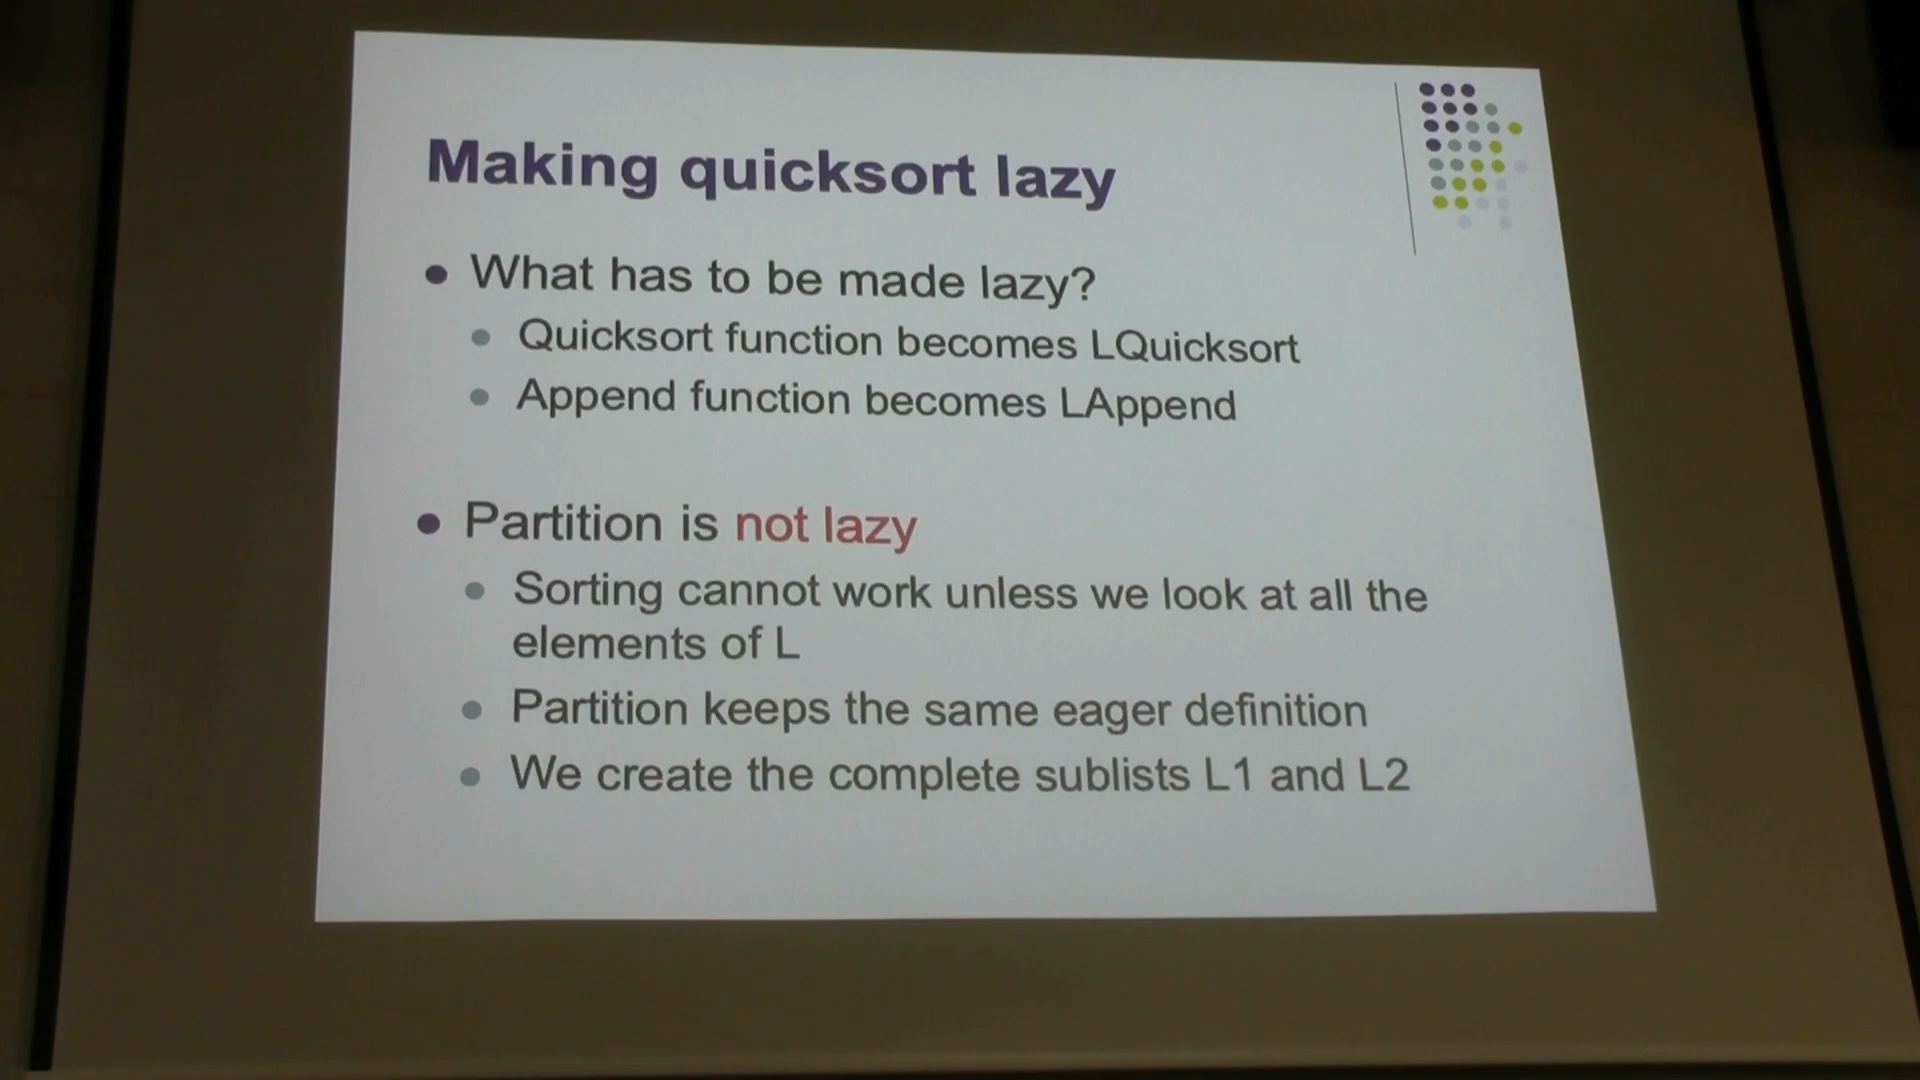 Making quicksort lazy
What has to be made lazy?
Quicksort function becomes LQuicksort
Append function becomes LAppend
Partition is not lazy
Sorting cannot work unless we look at all the
elements of L
Partition keeps the same eager definition
We create the complete sublists L1 and L2